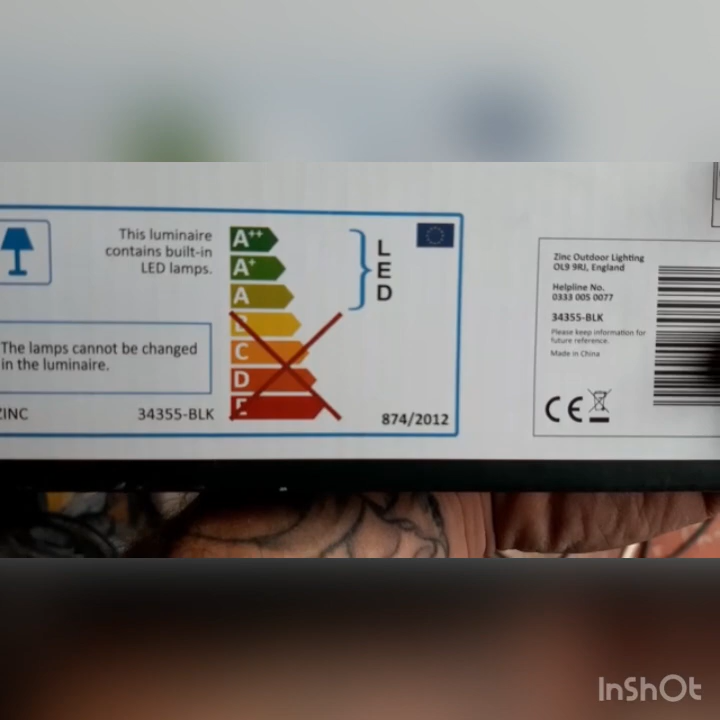 This luminaire
contains built-in
LED lamps.
A++
A+
A
C
D
E
LED
The lamps cannot be changed
in the luminaire.
ZINC
34355-BLK
874/2012
Zinc Outdoor Lighting
OL9 9RJ, England
Helpline No.
0333 005 0077
34355-BLK
Please keep information for
future reference.
Made in China
CE
InShOt